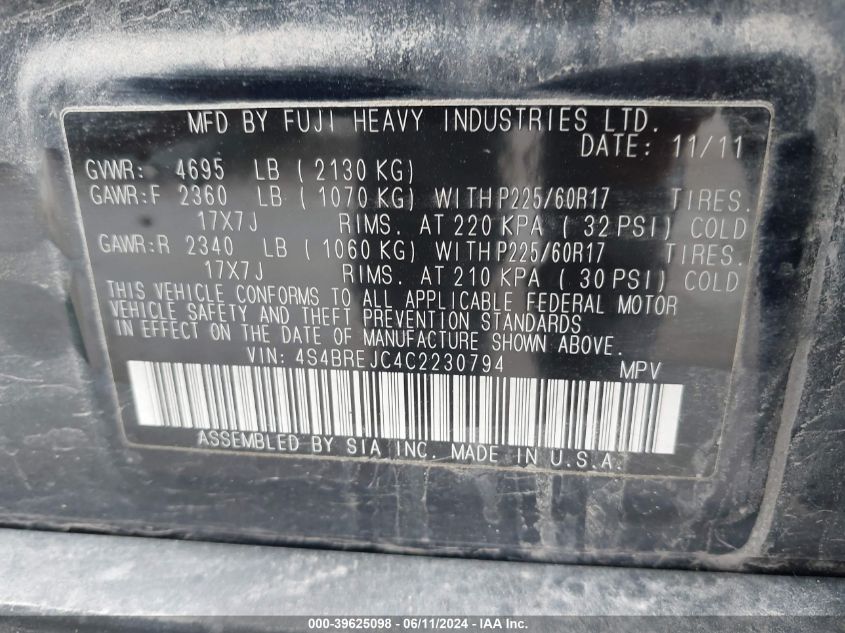 MFD BY FUJI HEAVY INDUSTRIES LTD.
DATE: 11/11
GVWR: 4695 LB ( 2130 KG)
GAWR:F 2360 LB ( 1070 KG) WITH P225/60R17 TIRES.
17X7J RIMS. AT 220 KPA ( 32 PSI) COLD
GAWR:R 2340 LB ( 1060 KG) WITH P225/60R17 TIRES.
17X7J RIMS. AT 210 KPA ( 30 PSI) COLD
THIS VEHICLE CONFORMS TO ALL APPLICABLE FEDERAL MOTOR
VEHICLE SAFETY AND THEFT PREVENTION STANDARDS
IN EFFECT ON THE DATE OF MANUFACTURE SHOWN ABOVE.
VIN: 4S4BREJC4C2230794 MPV
ASSEMBLED BY SIA INC. MADE IN U.S.A.
000-39625098 - 06/11/2024 - IAA Inc.